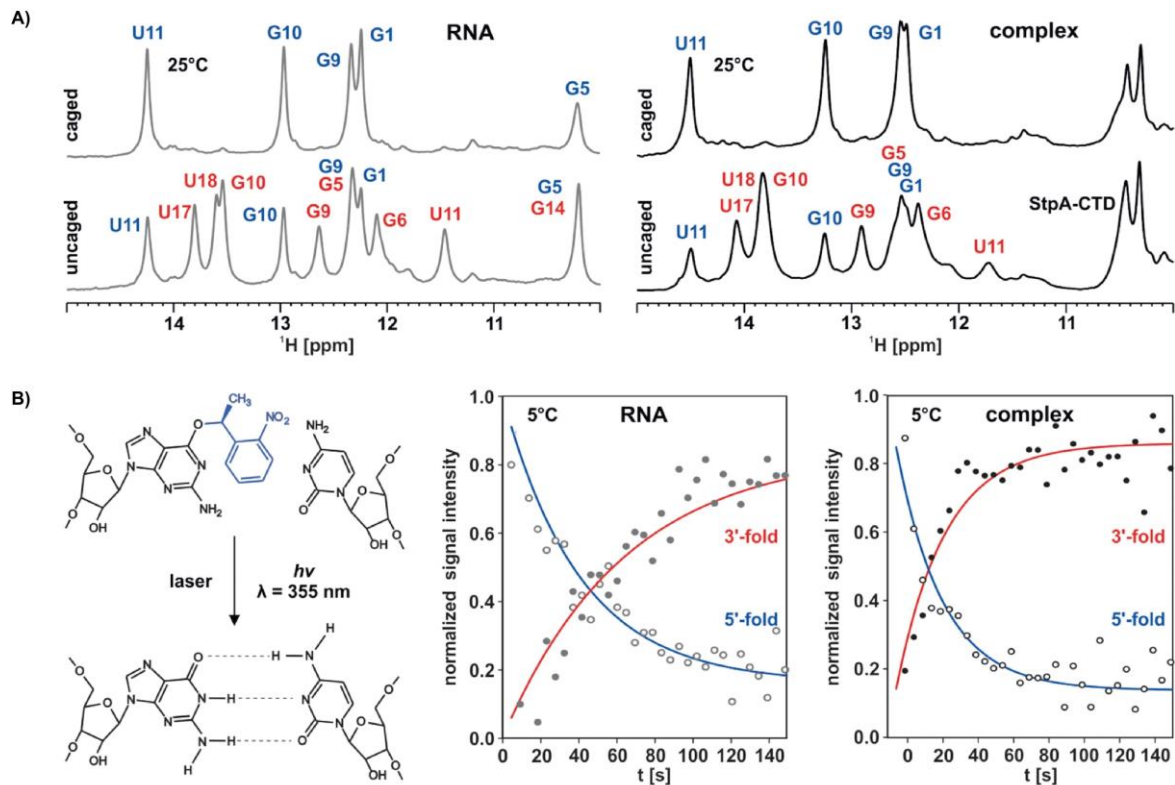 A)
RNA
25°C
caged
U11
G10
G9
G1
G5
uncaged
U11
U17
U18
G10
G10
G9
G9
G5
G1
G6
U11
G5
G14
14
13
12
11
¹H [ppm]
complex
25°C
caged
U11
G10
G9
G1
uncaged
StpA-CTD
U11
U17
U18
G10
G10
G9
G5
G9
G1
G6
U11
14
13
12
11
¹H [ppm]
B)
CH₃
NO₂
O
NH₂
N
N
N
N
NH₂
O
O
OH
N
O
N
O
O
OH
O
laser
hν
λ = 355 nm
O
H
H
N
N
N
N
N
H
N
N
H
H
O
N
O
O
O
OH
O
O
OH
O
5°C
RNA
normalized signal intensity
1.0
0.8
0.6
0.4
0.2
0.0
3'-fold
5'-fold
0 20 40 60 80 100 120 140
t [s]
5°C
complex
normalized signal intensity
1.0
0.8
0.6
0.4
0.2
0.0
3'-fold
5'-fold
0 20 40 60 80 100 120 140
t [s]